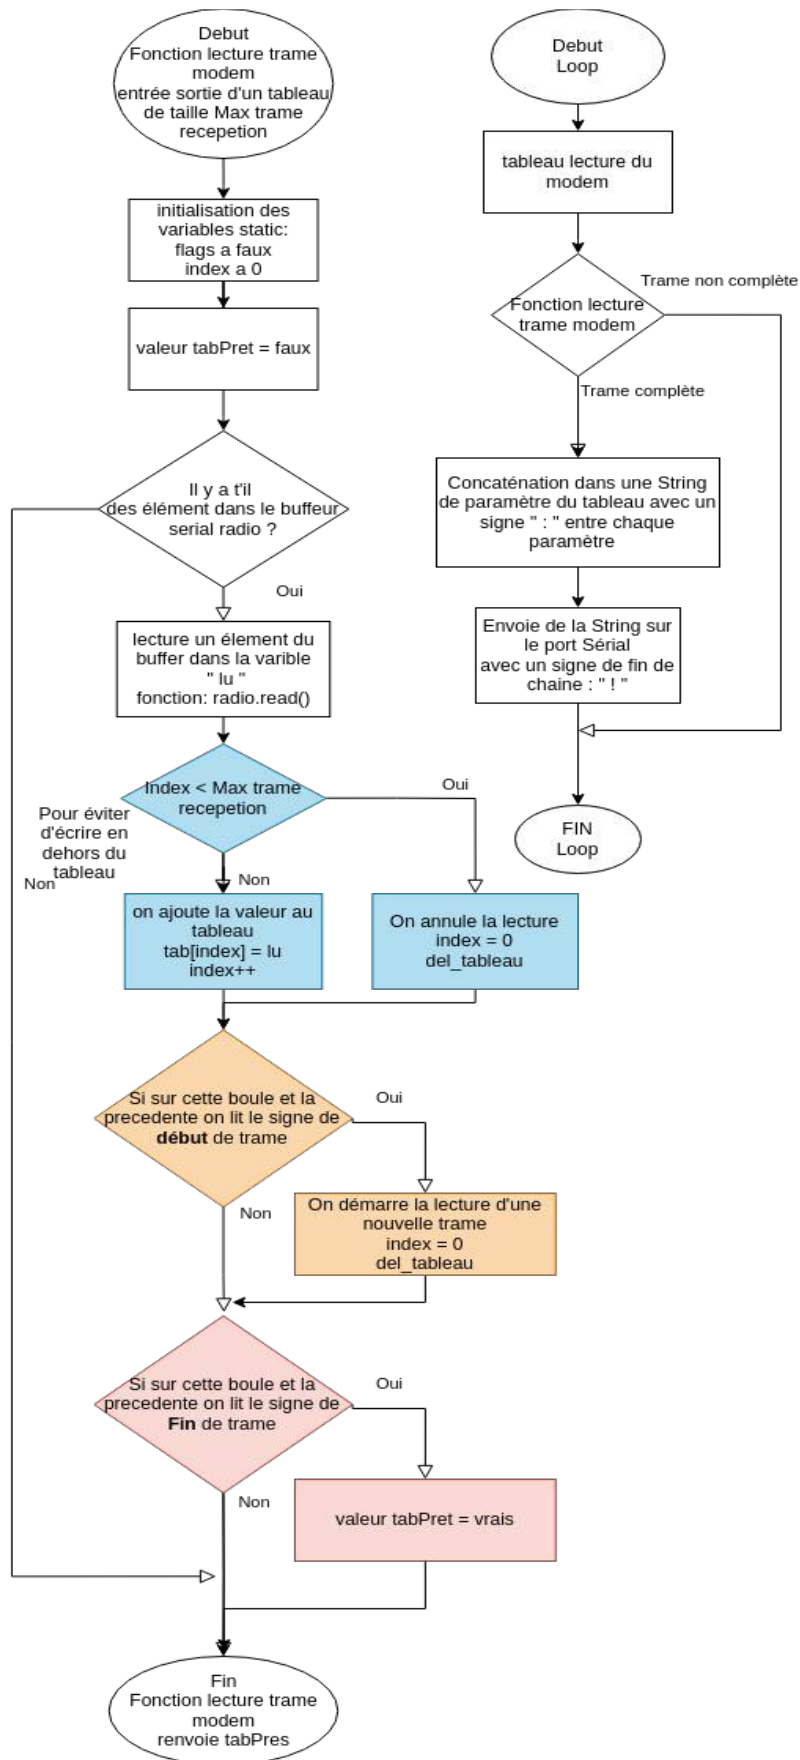 Debut
Fonction lecture trame
modem
entrée sortie d'un tableau
de taille Max trame
recepetion
initialisation des
variables static:
flags a faux
index a 0
valeur tabPret = faux
Il y a t'il
des élément dans le buffeur
serial radio ?
Oui
lecture un élement du
buffer dans la varible
" lu "
fonction: radio.read()
Index < Max trame
recepetion
Oui
Pour éviter
d'écrire en
dehors du
tableau
Non
Non
on ajoute la valeur au
tableau
tab[index] = lu
index++
On annule la lecture
index = 0
del_tableau
Si sur cette boule et la
precedente on lit le signe de
début de trame
Oui
Non
On démarre la lecture d'une
nouvelle trame
index = 0
del_tableau
Si sur cette boule et la
precedente on lit le signe de
Fin de trame
Oui
Non
valeur tabPret = vrais
Fin
Fonction lecture trame
modem
renvoie tabPres
Debut
Loop
tableau lecture du
modem
Fonction lecture
trame modem
Trame non complète
Trame complète
Concaténation dans une String
de paramètre du tableau avec un
signe " : " entre chaque
paramètre
Envoie de la String sur
le port Sérial
avec un signe de fin de
chaine : " ! "
FIN
Loop